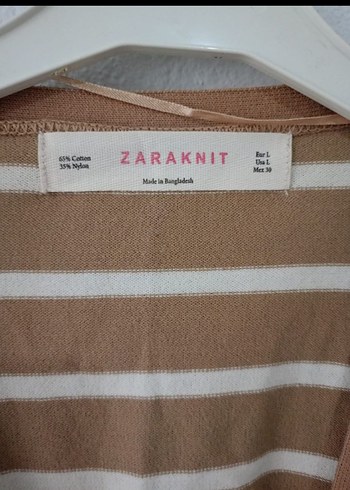 65% Cotton
35% Nylon
ZARAKNIT
Eur L
Usa L
Mex 30
Made in Bangladesh